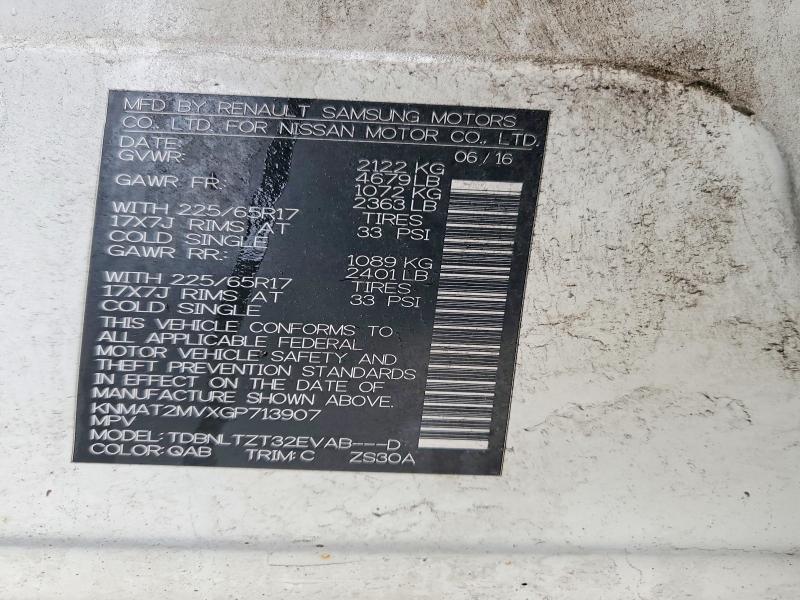 MFD BY RENAULT SAMSUNG MOTORS
CO., LTD. FOR NISSAN MOTOR CO., LTD.
DATE: 06/16
GVWR: 2122 KG
4679 LB
GAWR FR: 1072 KG
2363 LB
WITH 225/65R17 TIRES
17X7J RIMS AT 33 PSI
COLD SINGLE
GAWR RR: 1089 KG
2401 LB
WITH 225/65R17 TIRES
17X7J RIMS AT 33 PSI
COLD SINGLE
THIS VEHICLE CONFORMS TO
ALL APPLICABLE FEDERAL
MOTOR VEHICLE SAFETY AND
THEFT PREVENTION STANDARDS
IN EFFECT ON THE DATE OF
MANUFACTURE SHOWN ABOVE.
KNMAT2MVXGP713907
MPV
MODEL: TDBNLTZT32EVAB---D
COLOR: QAB TRIM: C ZS30A